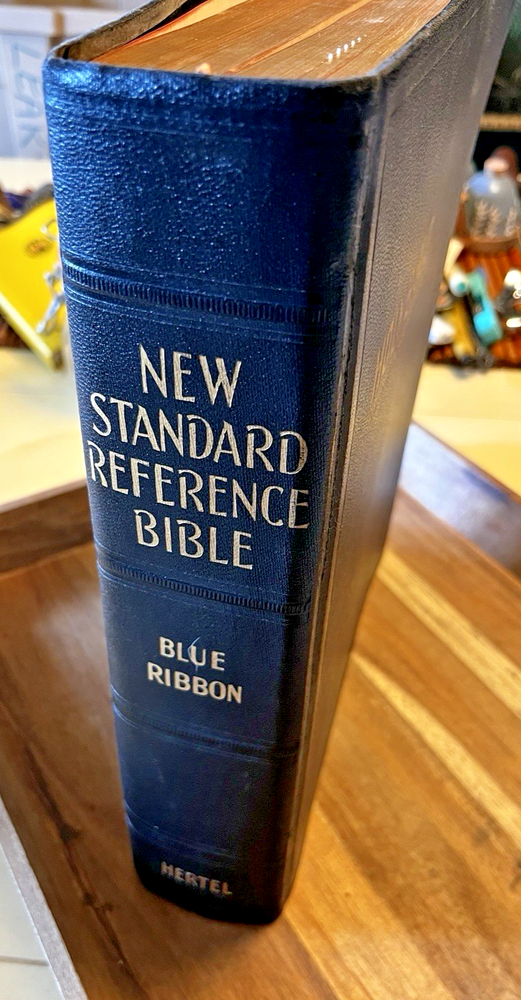 NEW
STANDARD
REFERENCE
BIBLE
BLUE
RIBBON
HERTEL